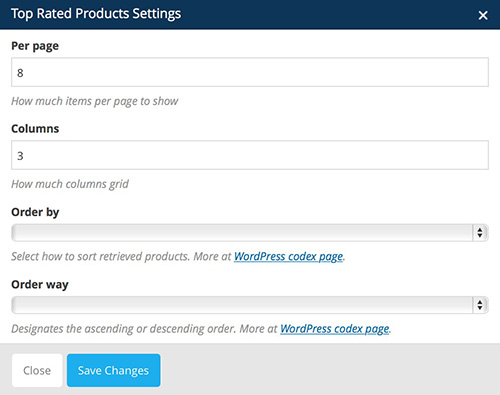 Top Rated Products Settings
Per page
8
How much items per page to show
Columns
3
How much columns grid
Order by
Select how to sort retrieved products. More at WordPress codex page.
Order way
Designates the ascending or descending order. More at WordPress codex page.
Close Save Changes